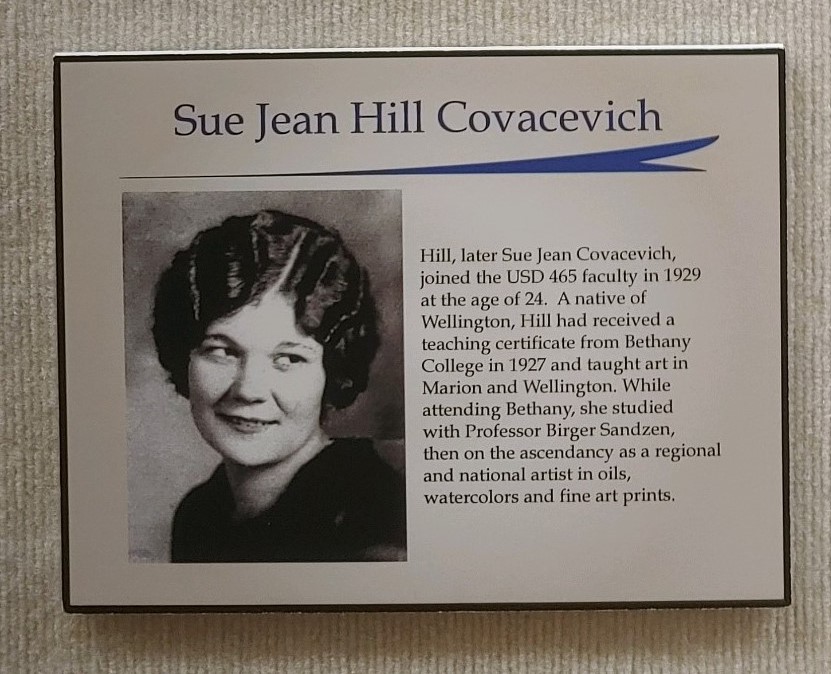 Sue Jean Hill Covacevich
Hill, later Sue Jean Covacevich,
joined the USD 465 faculty in 1929
at the age of 24.  A native of
Wellington, Hill had received a
teaching certificate from Bethany
College in 1927 and taught art in
Marion and Wellington. While
attending Bethany, she studied
with Professor Birger Sandzen,
then on the ascendancy as a regional
and national artist in oils,
watercolors and fine art prints.